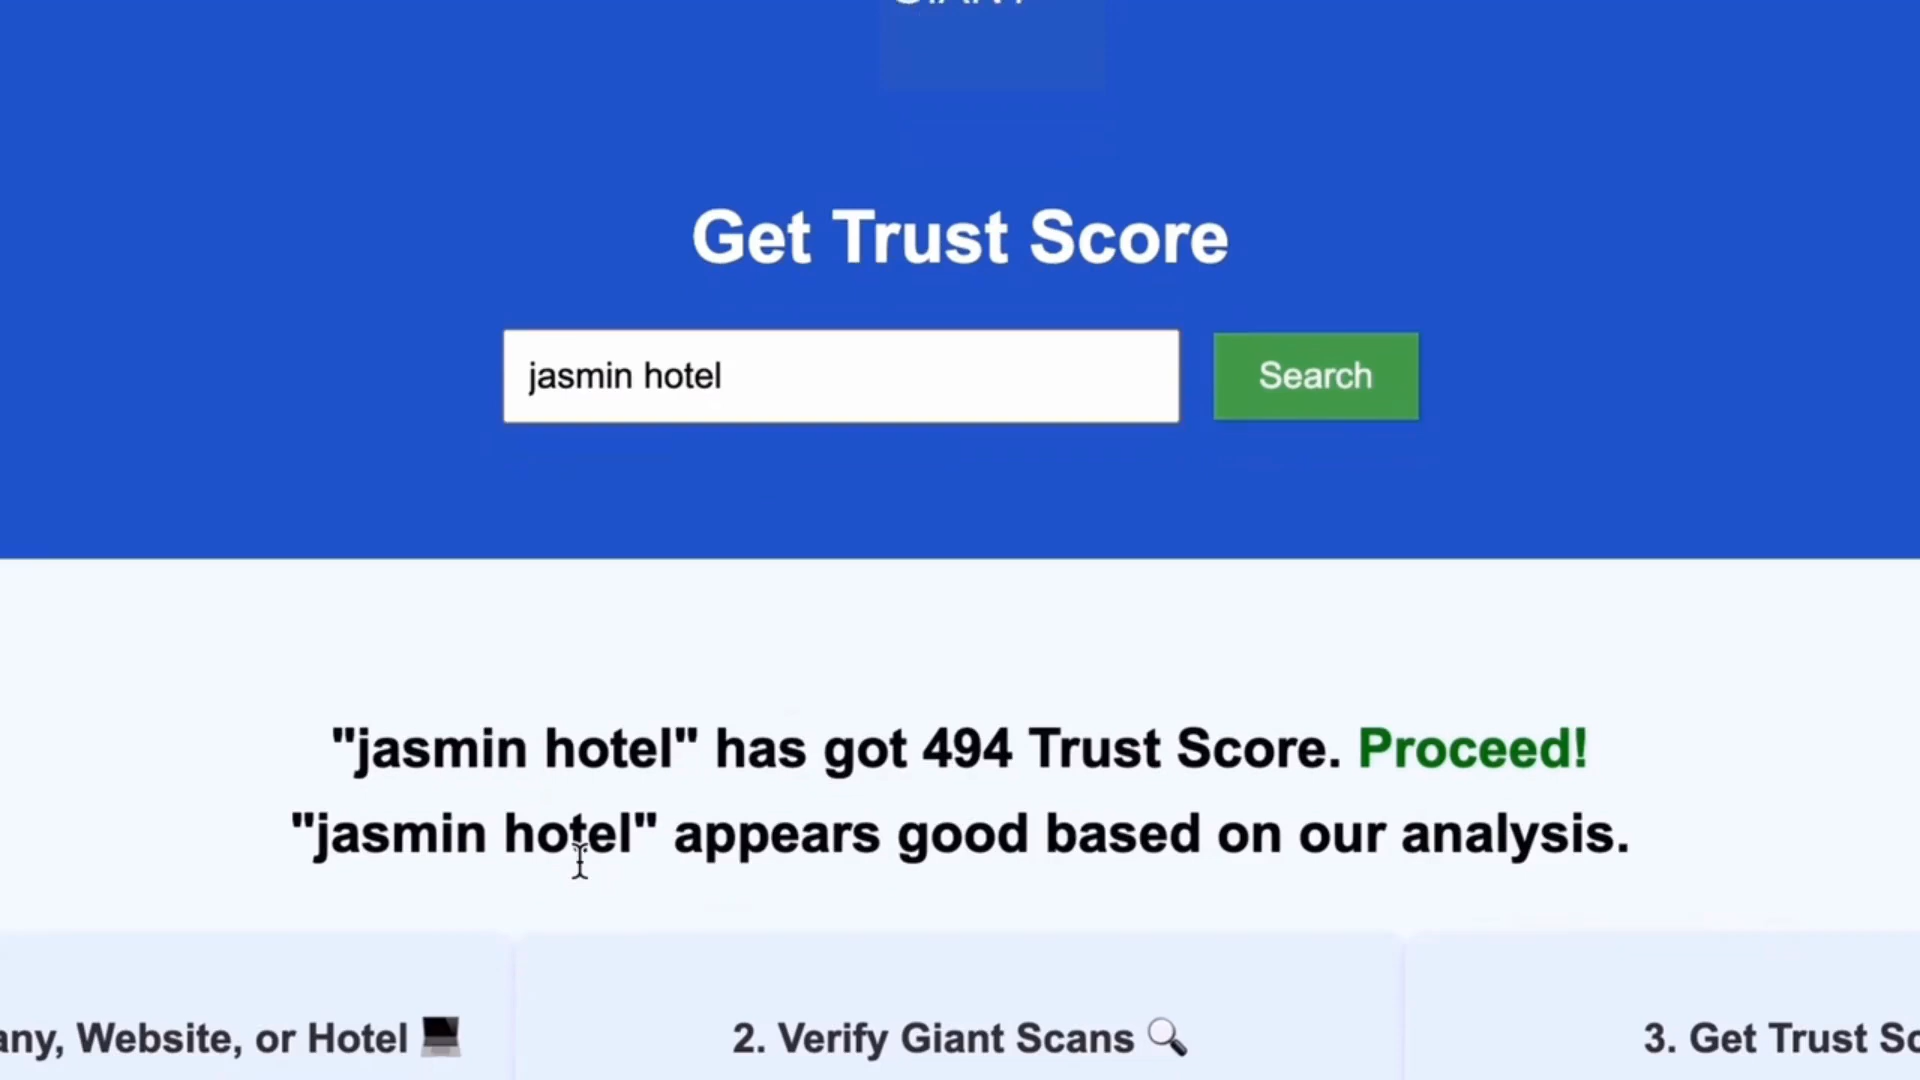 GIANT
Get Trust Score
jasmin hotel
Search
"jasmin hotel" has got 494 Trust Score. Proceed!
"jasmin hotel" appears good based on our analysis.
any, Website, or Hotel
2. Verify Giant Scans
3. Get Trust Sc